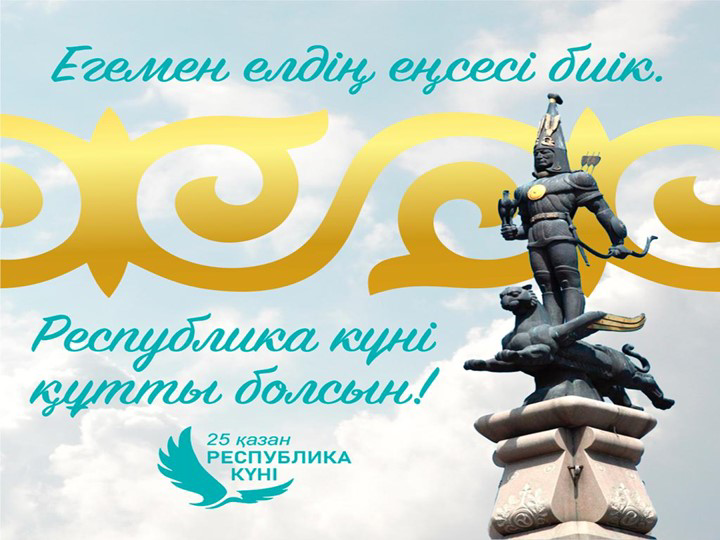 Егемен елдің еңсесі биік.
Республика күні
құтты болсын!
25 қазан
РЕСПУБЛИКА
КҮНІ